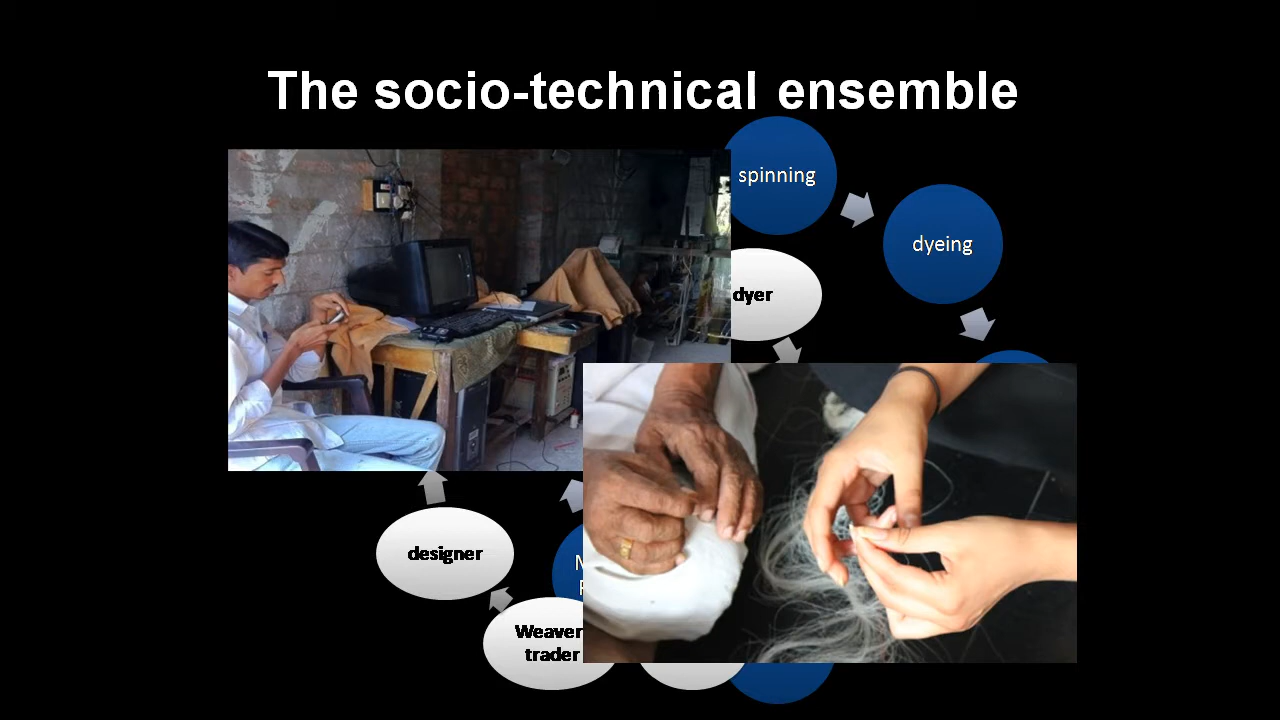 The socio-technical ensemble
spinning
dyeing
dyer
designer
Weaver
trader